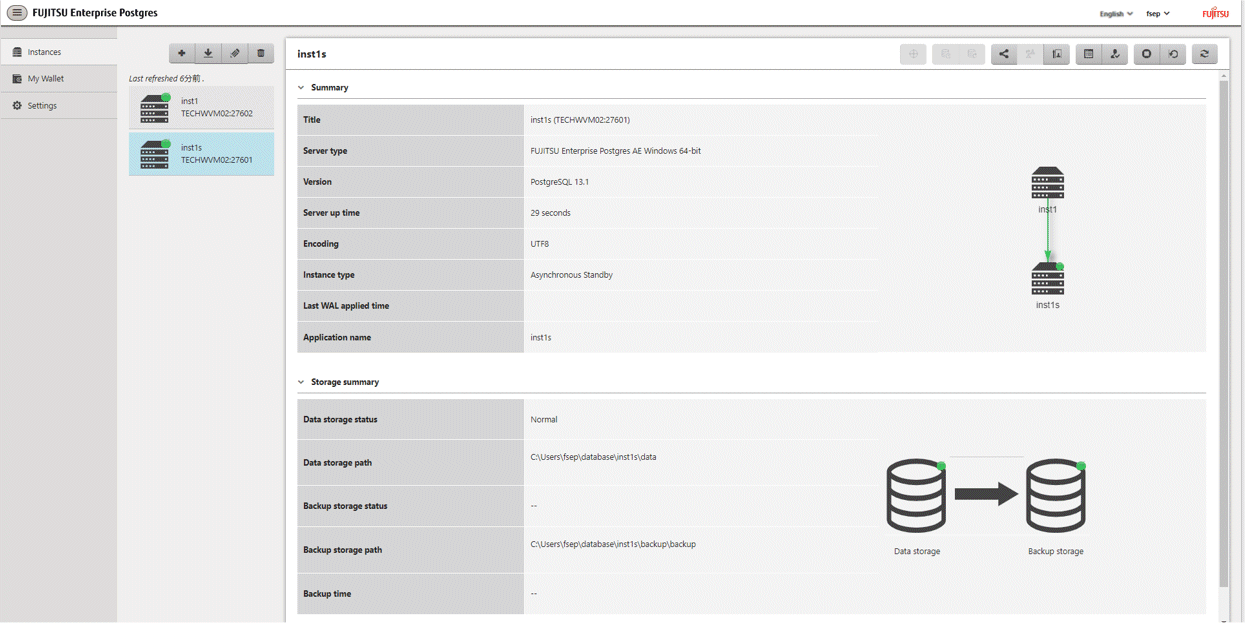 FUJITSU Enterprise Postgres
English
fsep
FUJITSU
Instances
My Wallet
Settings
Last refreshed 6分前 .
inst1
TECHWVM02:27602
inst1s
TECHWVM02:27601
inst1s
Summary
Title
inst1s (TECHWVM02:27601)
Server type
FUJITSU Enterprise Postgres AE Windows 64-bit
Version
PostgreSQL 13.1
Server up time
29 seconds
Encoding
UTF8
Instance type
Asynchronous Standby
Last WAL applied time
Application name
inst1s
inst1
inst1s
Storage summary
Data storage status
Normal
Data storage path
C:\Users\fsep\database\inst1s\data
Backup storage status
--
Backup storage path
C:\Users\fsep\database\inst1s\backup\backup
Backup time
--
Data storage
Backup storage